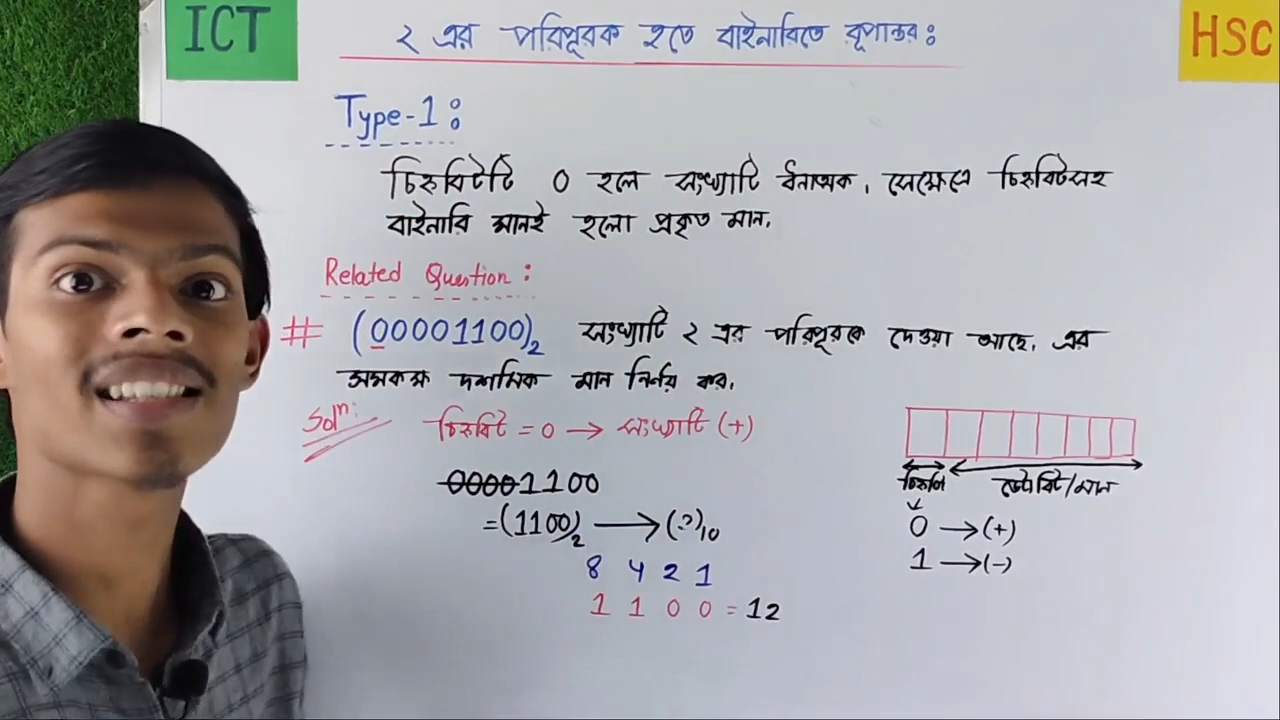 ICT
২ এর পরিপূরক হতে বাইনারিতে রূপান্তর:
HSC
Type-1:
চিহ্নবিটটি 0 হলে সংখ্যাটি ধনাত্মক, সেক্ষেত্রে চিহ্নবিটসহ
বাইনারি মানই হলো প্রকৃত মান.
Related Question:
# (00001100)₂ সংখ্যাটি ২ এর পরিপূরকে দেওয়া আছে. এর
সমকক্ষ দশমিক মান নির্ণয় কর.
Solⁿ:
চিহ্নবিট = 0 → সংখ্যাটি (+)
00001100
=(1100)₂ → (?)₁₀
8 4 2 1
1 1 0 0 = 12
ডেটাবিট/মান
0 → (+)
1 → (-)